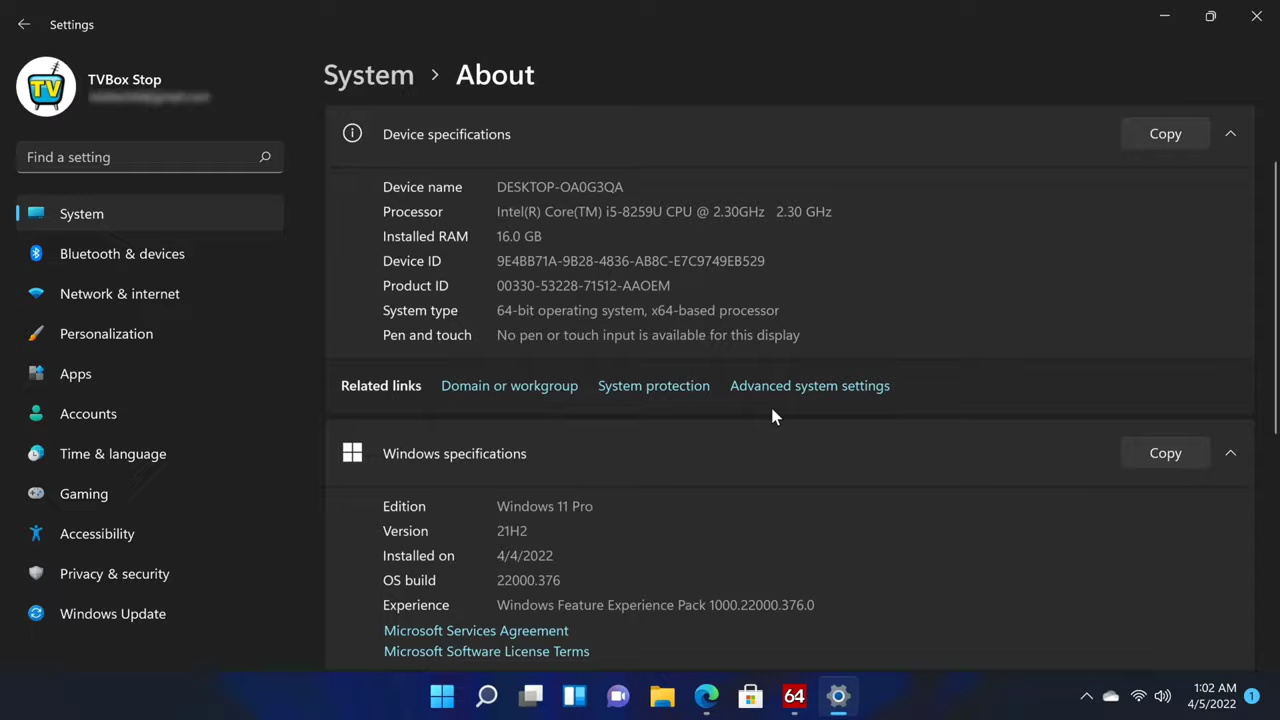 Settings
TV
TVBox Stop
Find a setting
System
Bluetooth & devices
Network & internet
Personalization
Apps
Accounts
Time & language
Gaming
Accessibility
Privacy & security
Windows Update
System > About
Device specifications
Copy
Device name DESKTOP-OA0G3QA
Processor Intel(R) Core(TM) i5-8259U CPU @ 2.30GHz 2.30 GHz
Installed RAM 16.0 GB
Device ID 9E4BB71A-9B28-4836-AB8C-E7C9749EB529
Product ID 00330-53228-71512-AAOEM
System type 64-bit operating system, x64-based processor
Pen and touch No pen or touch input is available for this display
Related links Domain or workgroup System protection Advanced system settings
Windows specifications
Copy
Edition Windows 11 Pro
Version 21H2
Installed on 4/4/2022
OS build 22000.376
Experience Windows Feature Experience Pack 1000.22000.376.0
Microsoft Services Agreement
Microsoft Software License Terms
64
1:02 AM
4/5/2022
1